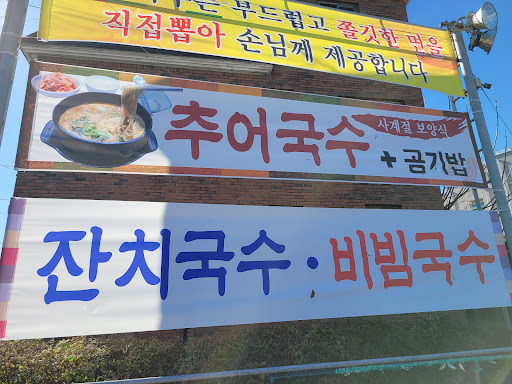 부드럽고 쫄깃한 면을
직접뽑아 손님께 제공합니다
추어국수 사계절 보양식
+ 공기밥
잔치국수 · 비빔국수